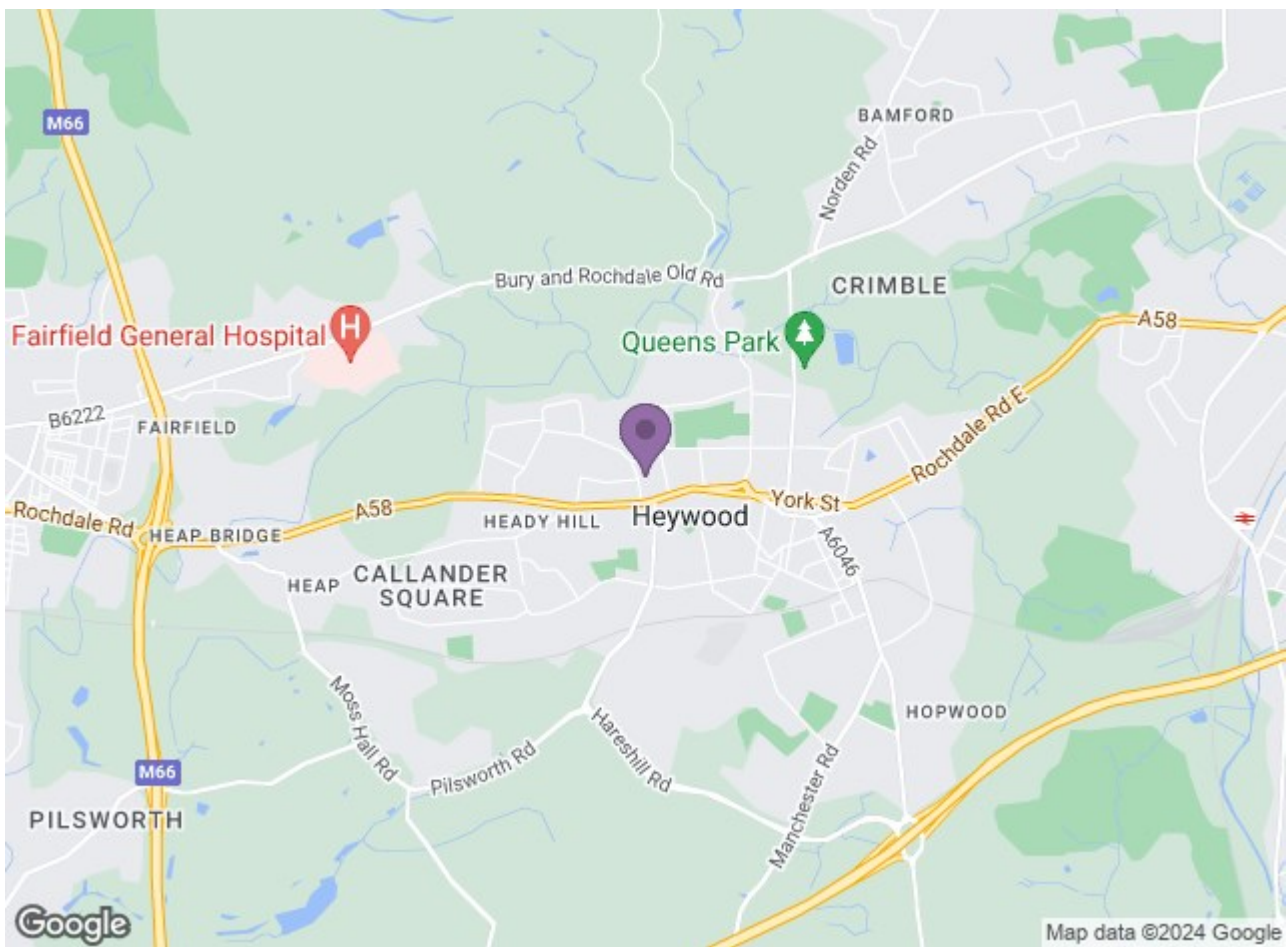 M66
BAMFORD
Norden Rd
Bury and Rochdale Old Rd
CRIMBLE
Fairfield General Hospital
H
Queens Park
A58
Rochdale Rd E
B6222
FAIRFIELD
A58
York St
Rochdale Rd
HEADY HILL
Heywood
HEAP BRIDGE
A6046
HEAP
CALLANDER
SQUARE
Moss Hall Rd
HOPWOOD
Hareshill Rd
Pilsworth Rd
M66
Manchester Rd
PILSWORTH
Google
Map data ©2024 Google